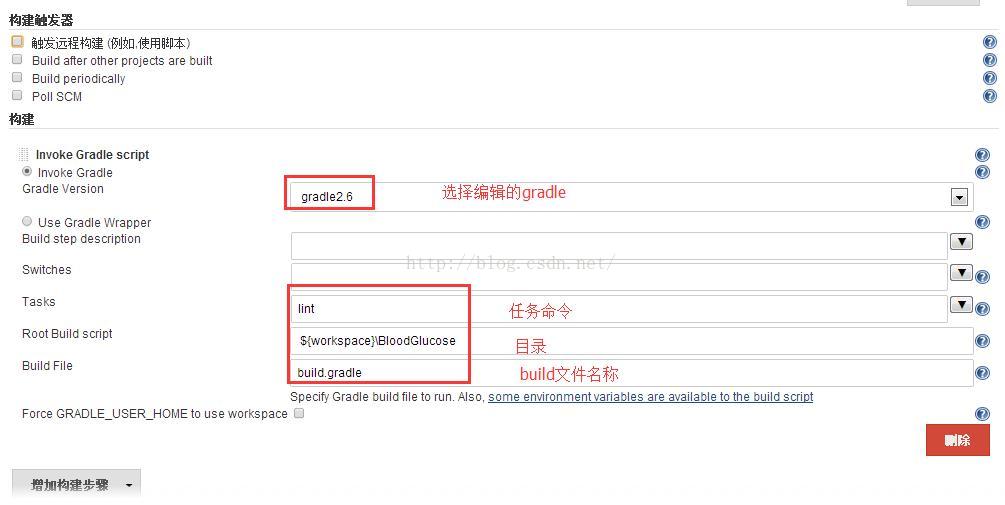 构建触发器
触发远程构建 (例如,使用脚本)
Build after other projects are built
Build periodically
Poll SCM
构建
Invoke Gradle script
Invoke Gradle
Gradle Version
gradle2.6
选择编辑的gradle
Use Gradle Wrapper
Build step description
http://blog.csdn.net/
Switches
Tasks
lint
任务命令
Root Build script
${workspace}\BloodGlucose
目录
Build File
build.gradle
build文件名称
Specify Gradle build file to run. Also, some environment variables are available to the build script
Force GRADLE_USER_HOME to use workspace
删除
增加构建步骤